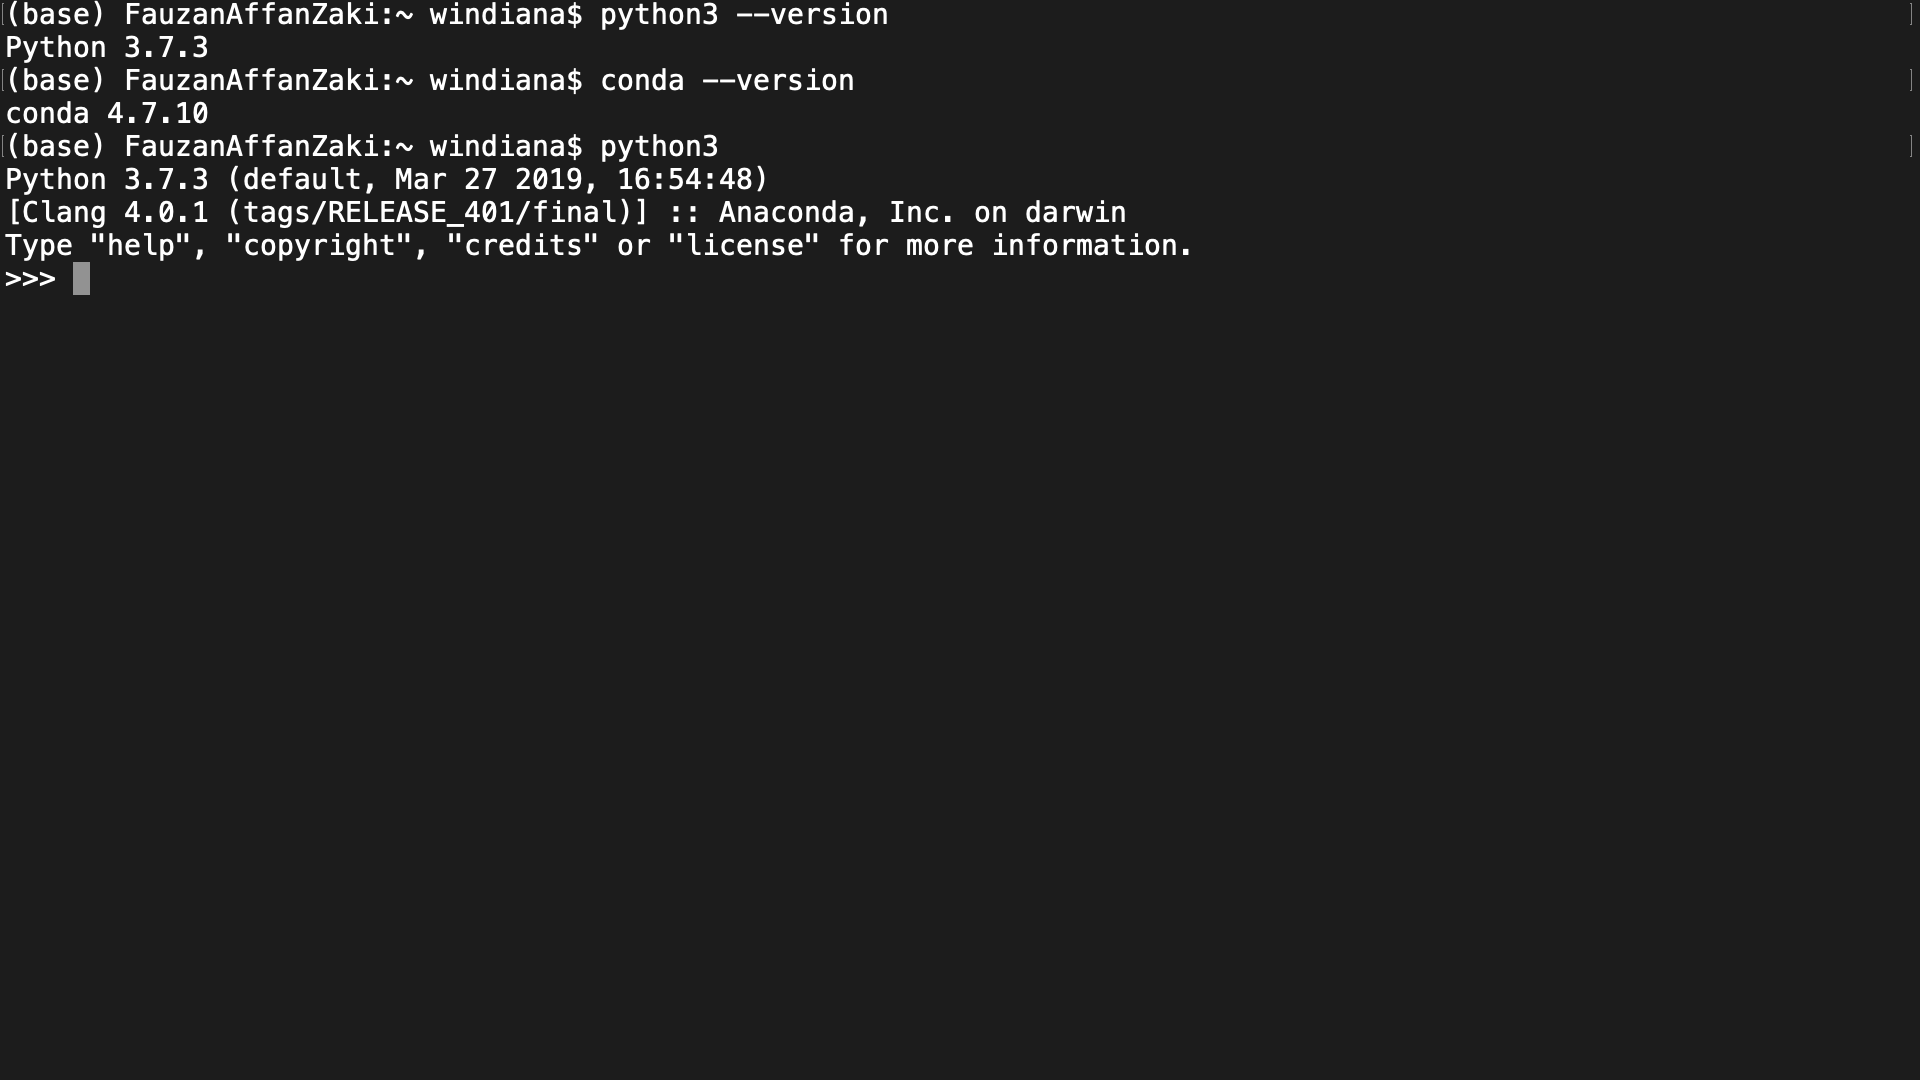 (base) FauzanAffanZaki:~ windiana$ python3 --version
Python 3.7.3
(base) FauzanAffanZaki:~ windiana$ conda --version
conda 4.7.10
(base) FauzanAffanZaki:~ windiana$ python3
Python 3.7.3 (default, Mar 27 2019, 16:54:48)
[Clang 4.0.1 (tags/RELEASE_401/final)] :: Anaconda, Inc. on darwin
Type "help", "copyright", "credits" or "license" for more information.
>>>